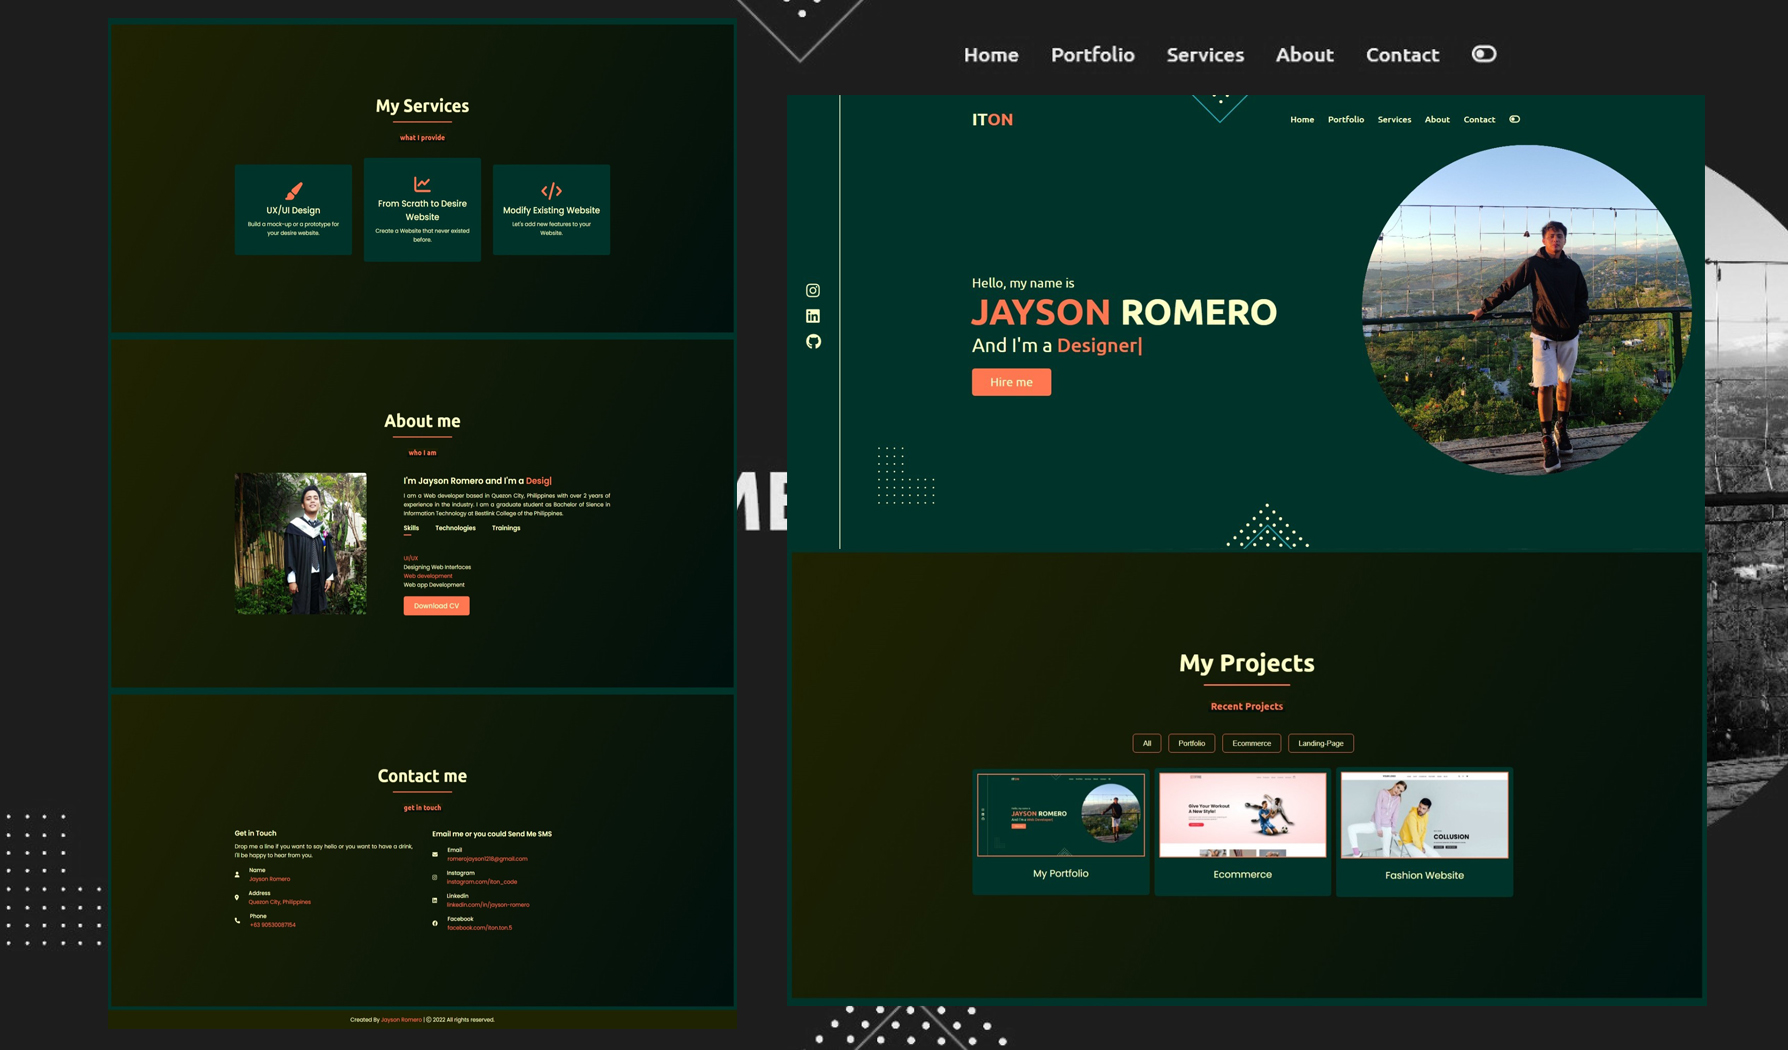 My Services
what I provide
UX/UI Design
Build a mock-up or a prototype for
your desire website.
From Scrath to Desire
Website
Create a Website that never existed
before.
Modify Existing Website
Let's add new features to your
Website.
About me
who I am
I'm Jayson Romero and I'm a Desig|
I am a Web developer based in Quezon City, Philippines with over 2 years of
experience in the Industry. I am a graduate student as Bachelor of Sience in
Information Technology at Bestlink College of the Philippines.
Skills Technologies Trainings
UI/UX
Designing Web Interfaces
Web development
Web app Development
Download CV
Contact me
get in touch
Get in Touch
Drop me a line if you want to say hello or you want to have a drink,
I'll be happy to hear from you.
Name
Jayson Romero
Address
Quezon City, Philippines
Phone
+63 90530087154
Email me or you could Send Me SMS
Email
romerojayson1218@gmail.com
Instagram
instagram.com/iton_code
Linkedin
linkedin.com/in/jayson-romero
Facebook
facebook.com/iton.ton.5
Created By Jayson Romero | © 2022 All rights reserved.
Home Portfolio Services About Contact
ITON
Home Portfolio Services About Contact
Hello, my name is
JAYSON ROMERO
And I'm a Designer|
Hire me
My Projects
Recent Projects
All Portfolio Ecommerce Landing-Page
JAYSON ROMERO
My Portfolio
Give Your Workout
A New Style!
Ecommerce
COLLUSION
Fashion Website